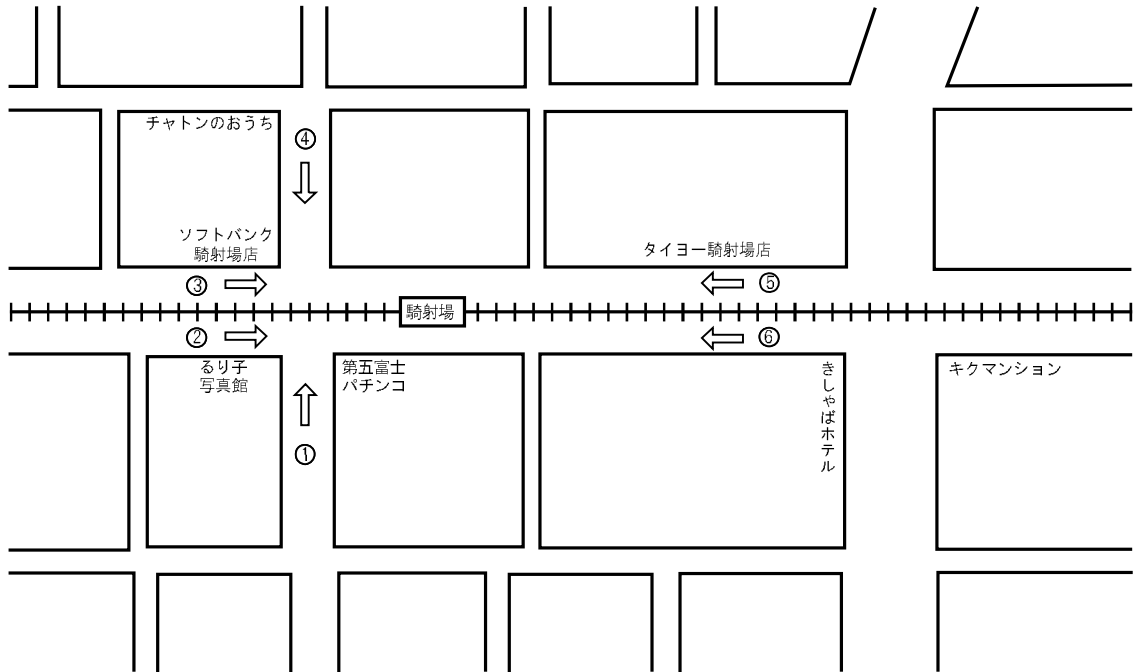 チャトンのおうち
④
ソフトバンク
騎射場店
タイヨー騎射場店
③
⑤
騎射場
②
⑥
るり子
写真館
第五富士
パチンコ
きしゃばホテル
キクマンション
①